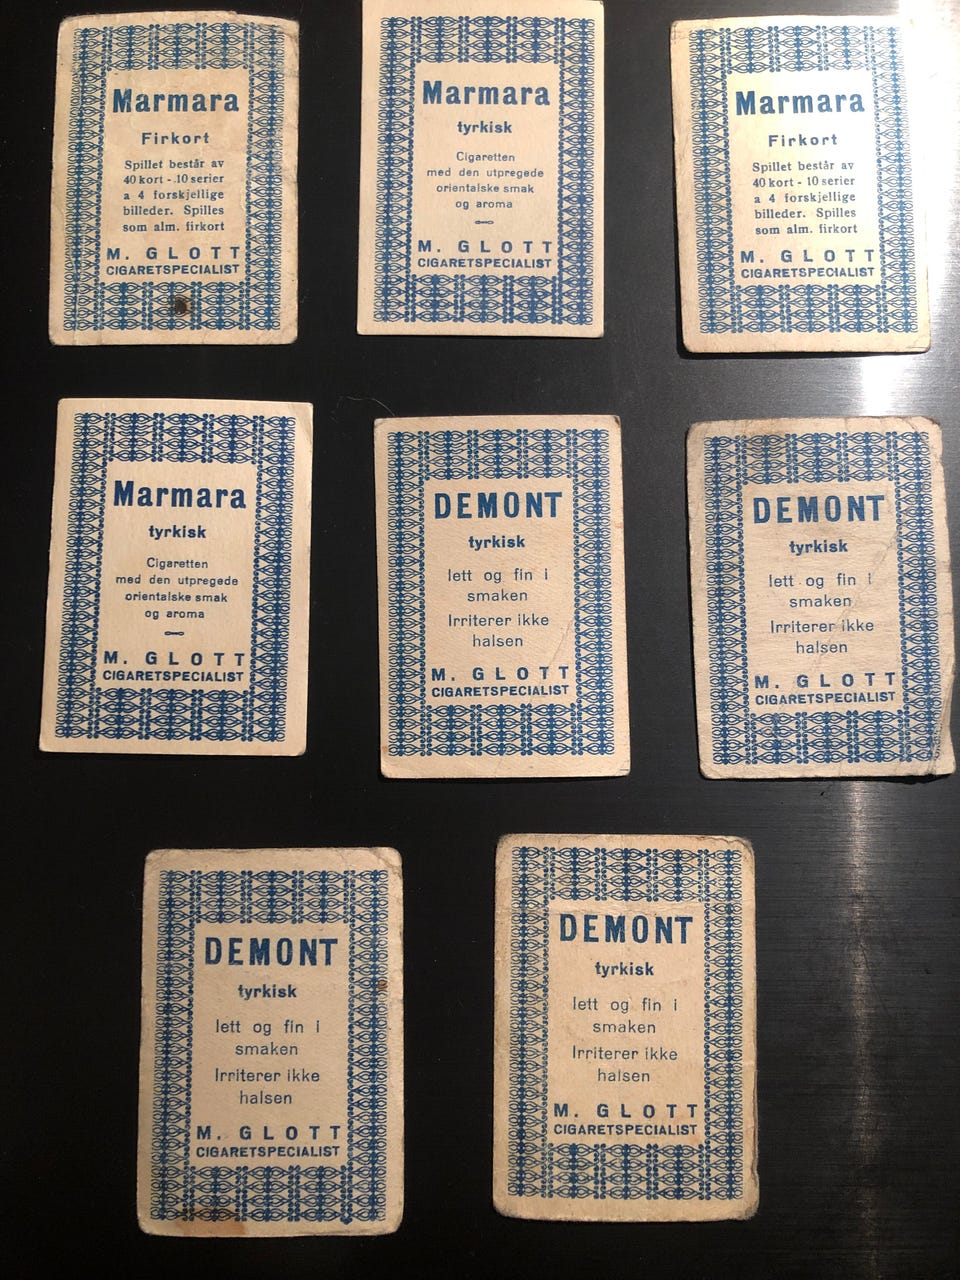 Marmara
Firkort
Spillet består av
40 kort - 10 serier
a 4 forskjellige
billeder. Spilles
som alm. firkort
M. GLOTT
CIGARETSPECIALIST
Marmara
tyrkisk
Cigaretten
med den utpregede
orientalske smak
og aroma
M. GLOTT
CIGARETSPECIALIST
Marmara
Firkort
Spillet består av
40 kort - 10 serier
a 4 forskjellige
billeder. Spilles
som alm. firkort
M. GLOTT
CIGARETSPECIALIST
Marmara
tyrkisk
Cigaretten
med den utpregede
orientalske smak
og aroma
M. GLOTT
CIGARETSPECIALIST
DEMONT
tyrkisk
lett og fin i
smaken
Irriterer ikke
halsen
M. GLOTT
CIGARETSPECIALIST
DEMONT
tyrkisk
lett og fin i
smaken
Irriterer ikke
halsen
M. GLOTT
CIGARETSPECIALIST
DEMONT
tyrkisk
lett og fin i
smaken
Irriterer ikke
halsen
M. GLOTT
CIGARETSPECIALIST
DEMONT
tyrkisk
lett og fin i
smaken
Irriterer ikke
halsen
M. GLOTT
CIGARETSPECIALIST